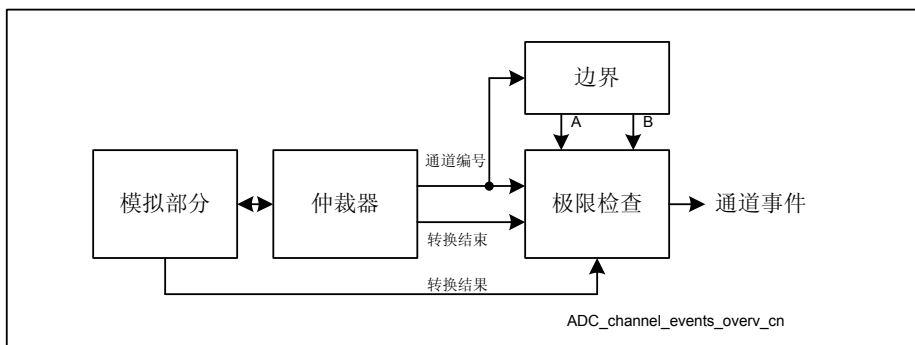 边界
A
B
通道编号
模拟部分
仲裁器
极限检查
通道事件
转换结束
转换结果
ADC_channel_events_overv_cn